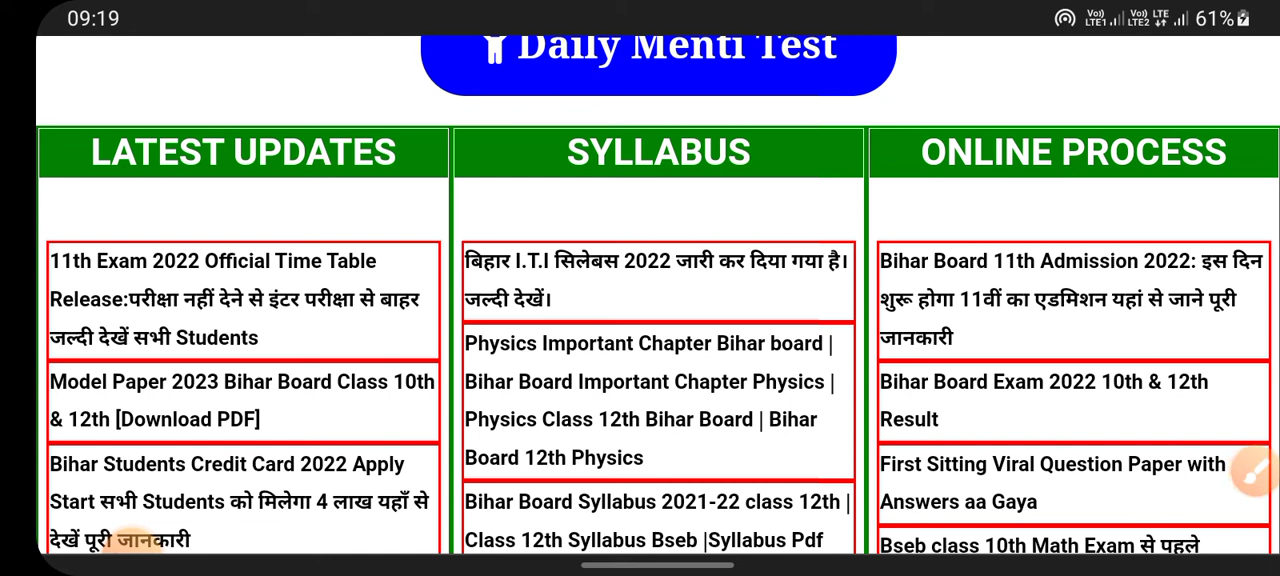 09:19
Vo)) LTE1 Vo)) LTE2 LTE 61%
Daily Menti Test
LATEST UPDATES
11th Exam 2022 Official Time Table
Release:परीक्षा नहीं देने से इंटर परीक्षा से बाहर
जल्दी देखें सभी Students
Model Paper 2023 Bihar Board Class 10th
& 12th [Download PDF]
Bihar Students Credit Card 2022 Apply
Start सभी Students को मिलेगा 4 लाख यहाँ से
देखें पूरी जानकारी
SYLLABUS
बिहार I.T.I सिलेबस 2022 जारी कर दिया गया है।
जल्दी देखें।
Physics Important Chapter Bihar board |
Bihar Board Important Chapter Physics |
Physics Class 12th Bihar Board | Bihar
Board 12th Physics
Bihar Board Syllabus 2021-22 class 12th |
Class 12th Syllabus Bseb |Syllabus Pdf
ONLINE PROCESS
Bihar Board 11th Admission 2022: इस दिन
शुरू होगा 11वीं का एडमिशन यहां से जाने पूरी
जानकारी
Bihar Board Exam 2022 10th & 12th
Result
First Sitting Viral Question Paper with
Answers aa Gaya
Bseb class 10th Math Exam से पहले